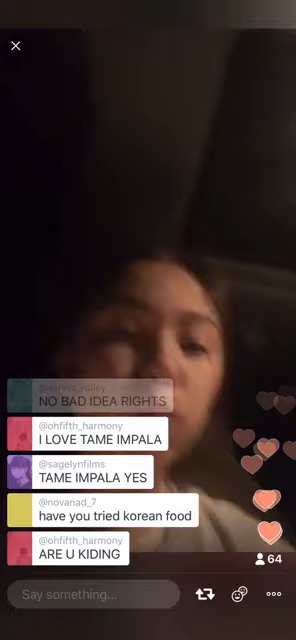 NO BAD IDEA RIGHTS
@ohfifth_harmony
I LOVE TAME IMPALA
@sagelynfilms
TAME IMPALA YES
@novanad_7
have you tried korean food
@ohfifth_harmony
ARE U KIDING
64
Say something...